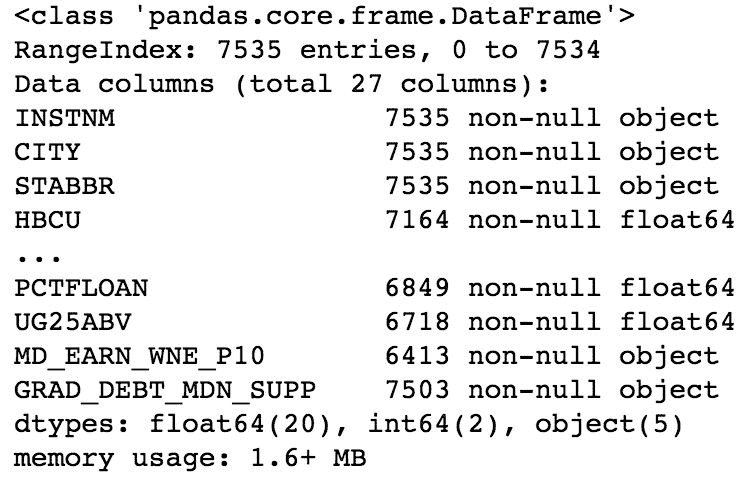 <class 'pandas.core.frame.DataFrame'>
RangeIndex: 7535 entries, 0 to 7534
Data columns (total 27 columns):
INSTNM                7535 non-null object
CITY                  7535 non-null object
STABBR                7535 non-null object
HBCU                  7164 non-null float64
...
PCTFLOAN              6849 non-null float64
UG25ABV               6718 non-null float64
MD_EARN_WNE_P10       6413 non-null object
GRAD_DEBT_MDN_SUPP    7503 non-null object
dtypes: float64(20), int64(2), object(5)
memory usage: 1.6+ MB